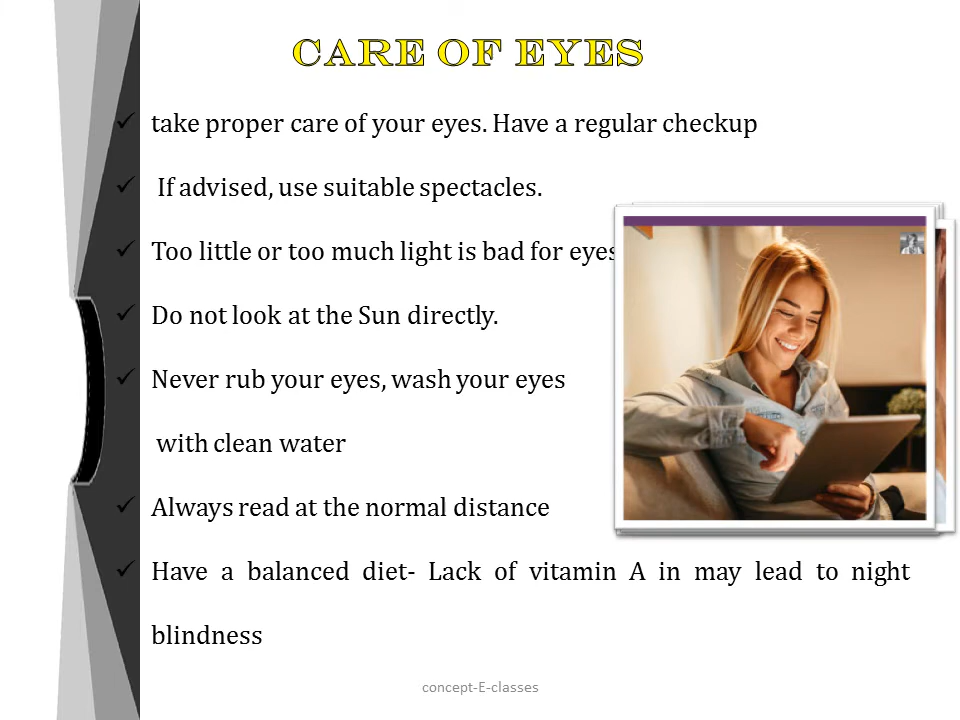 CARE OF EYES
✓ take proper care of your eyes. Have a regular checkup
✓ If advised, use suitable spectacles.
✓ Too little or too much light is bad for eyes
✓ Do not look at the Sun directly.
✓ Never rub your eyes, wash your eyes
with clean water
✓ Always read at the normal distance
✓ Have a balanced diet- Lack of vitamin A in may lead to night
blindness
concept-E-classes